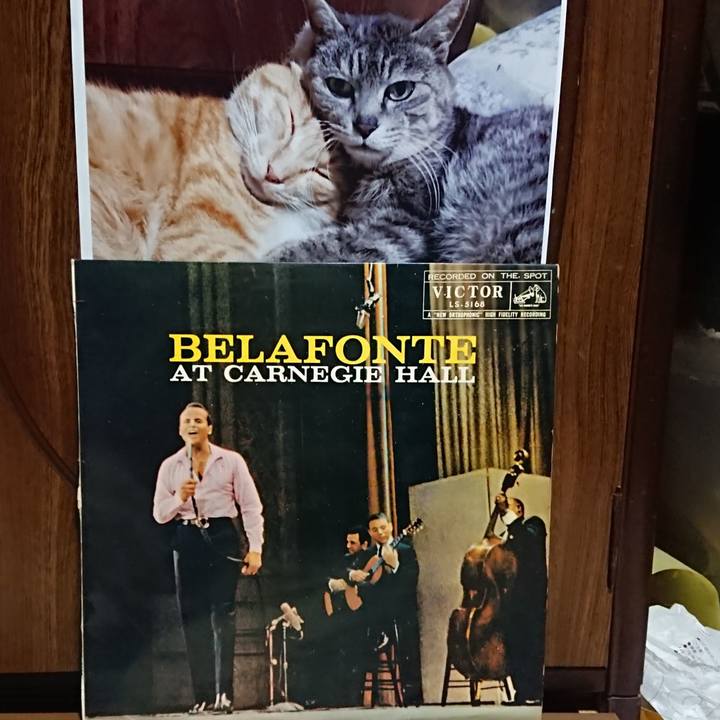 RECORDED ON THE SPOT
VICTOR
LS-5168
A "NEW ORTHOPHONIC" HIGH FIDELITY RECORDING
BELAFONTE
AT CARNEGIE HALL